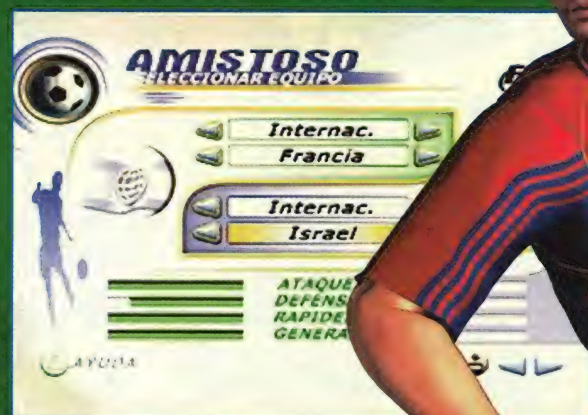 AMISTOSO
SELECCIONAR EQUIPO
Internac.
Francia
Internac.
Israel
ATAQUE
AYUDA